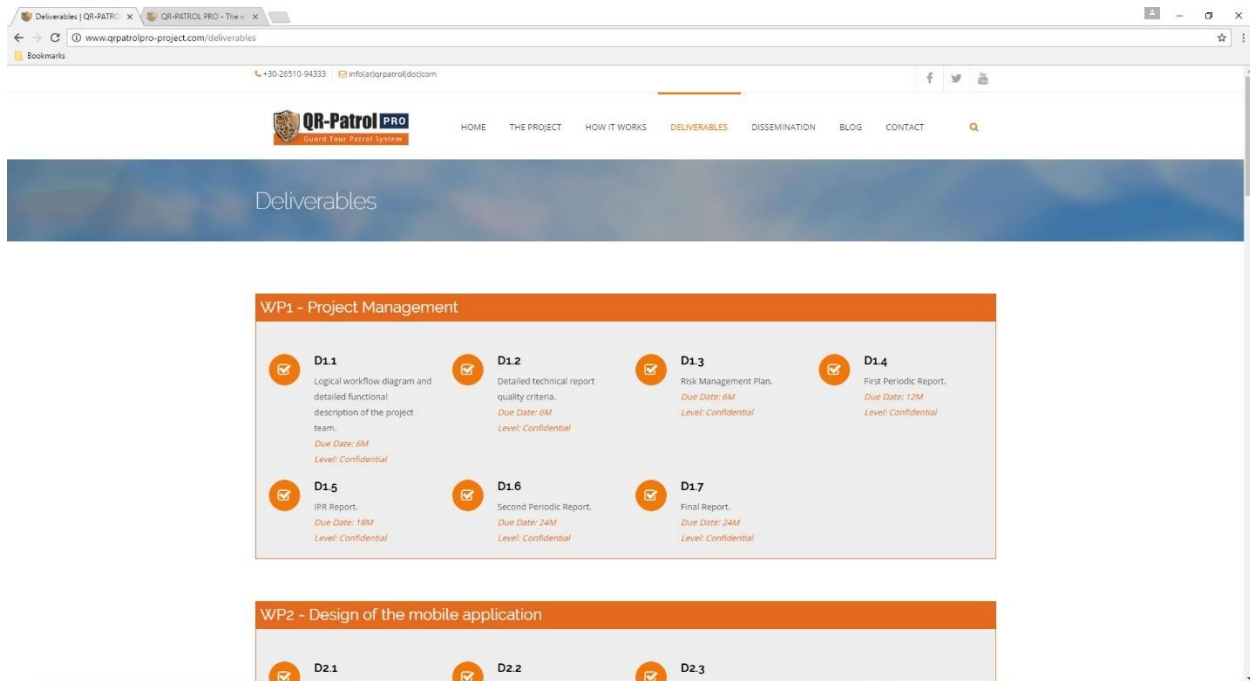 Deliverables | QR-PATRO
QR-PATROL PRO - The
www.qrpatrolpro-project.com/deliverables
Bookmarks
+30-26510-94333 info(at)qrpatrol(dot)com
QR-Patrol PRO
Guard Tour Patrol System
HOME THE PROJECT HOW IT WORKS DELIVERABLES DISSEMINATION BLOG CONTACT
Deliverables
WP1 - Project Management
D1.1
Logical workflow diagram and
detailed functional
description of the project
team.
Due Date: 6M
Level: Confidential
D1.2
Detailed technical report
quality criteria.
Due Date: 6M
Level: Confidential
D1.3
Risk Management Plan.
Due Date: 6M
Level: Confidential
D1.4
First Periodic Report.
Due Date: 12M
Level: Confidential
D1.5
IPR Report.
Due Date: 18M
Level: Confidential
D1.6
Second Periodic Report.
Due Date: 24M
Level: Confidential
D1.7
Final Report.
Due Date: 24M
Level: Confidential
WP2 - Design of the mobile application
D2.1
D2.2
D2.3